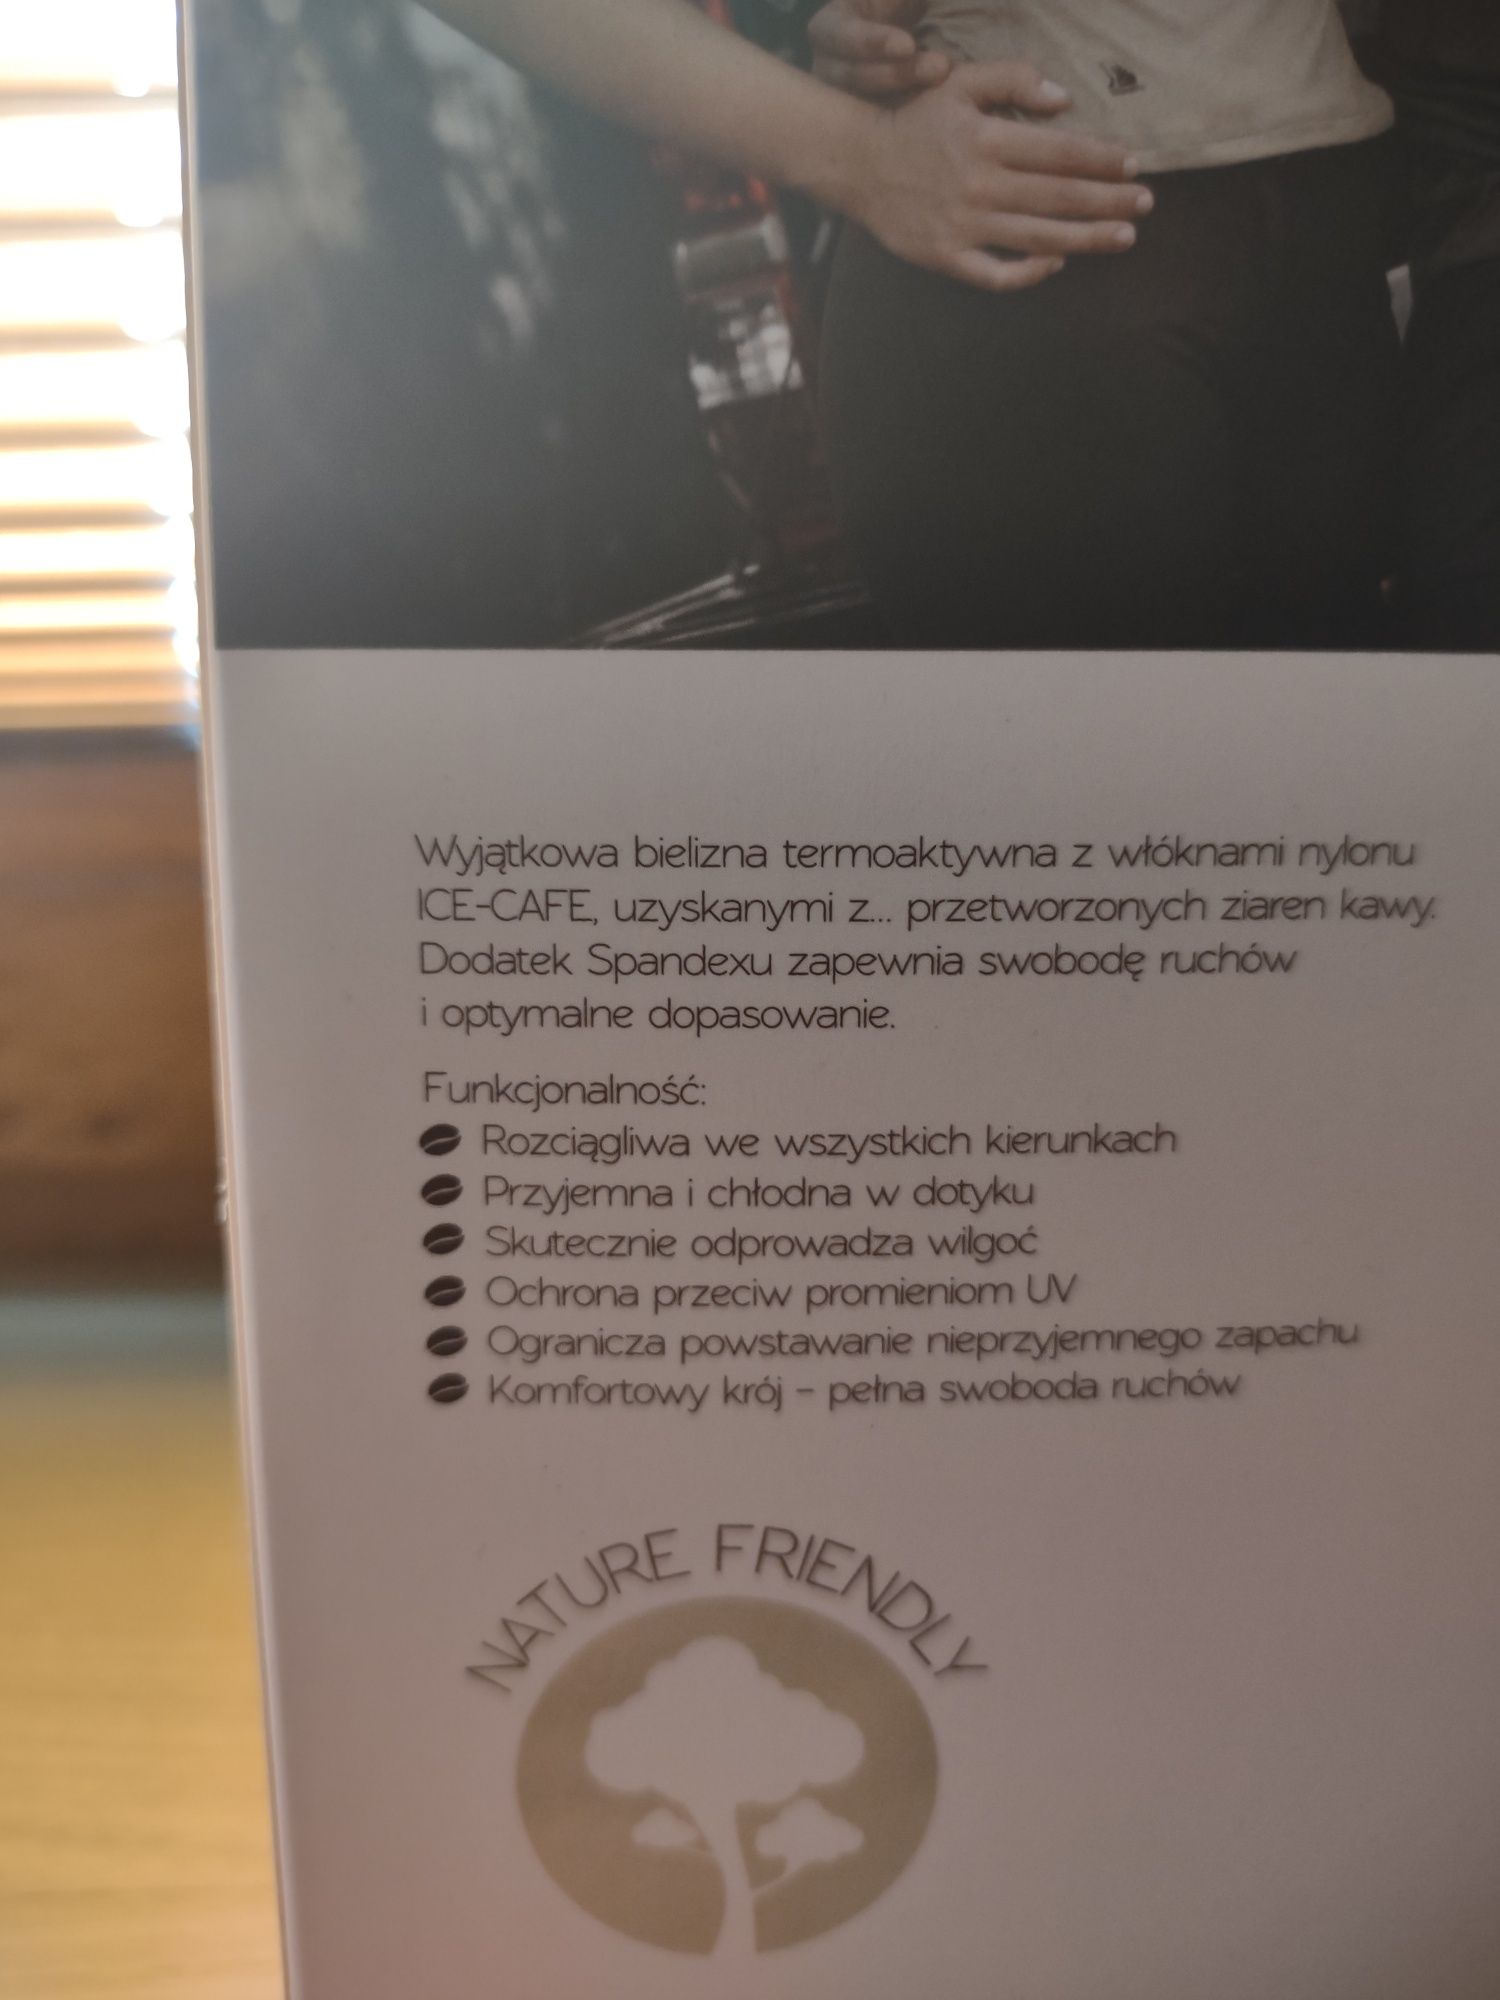 Wyjątkowa bielizna termoaktywna z włóknami nylonu
ICE-CAFE, uzyskanymi z... przetworzonych ziaren kawy.
Dodatek Spandexu zapewnia swobodę ruchów
i optymalne dopasowanie.
Funkcjonalność:
Rozciągliwa we wszystkich kierunkach
Przyjemna i chłodna w dotyku
Skutecznie odprowadza wilgoć
Ochrona przeciw promieniom UV
Ogranicza powstawanie nieprzyjemnego zapachu
Komfortowy krój – pełna swoboda ruchów
NATURE FRIENDLY